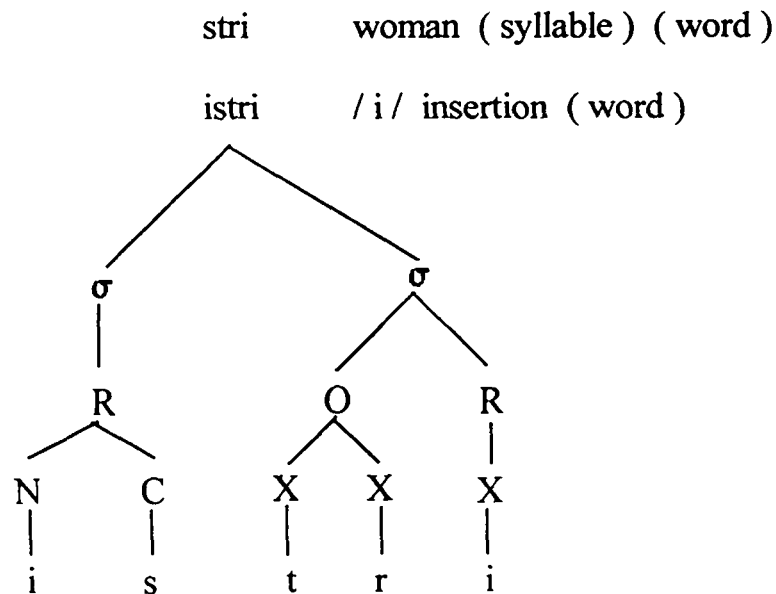 stri woman ( syllable ) ( word )
istri / i / insertion ( word )
σ σ
R O R
N C X X X
i s t r i